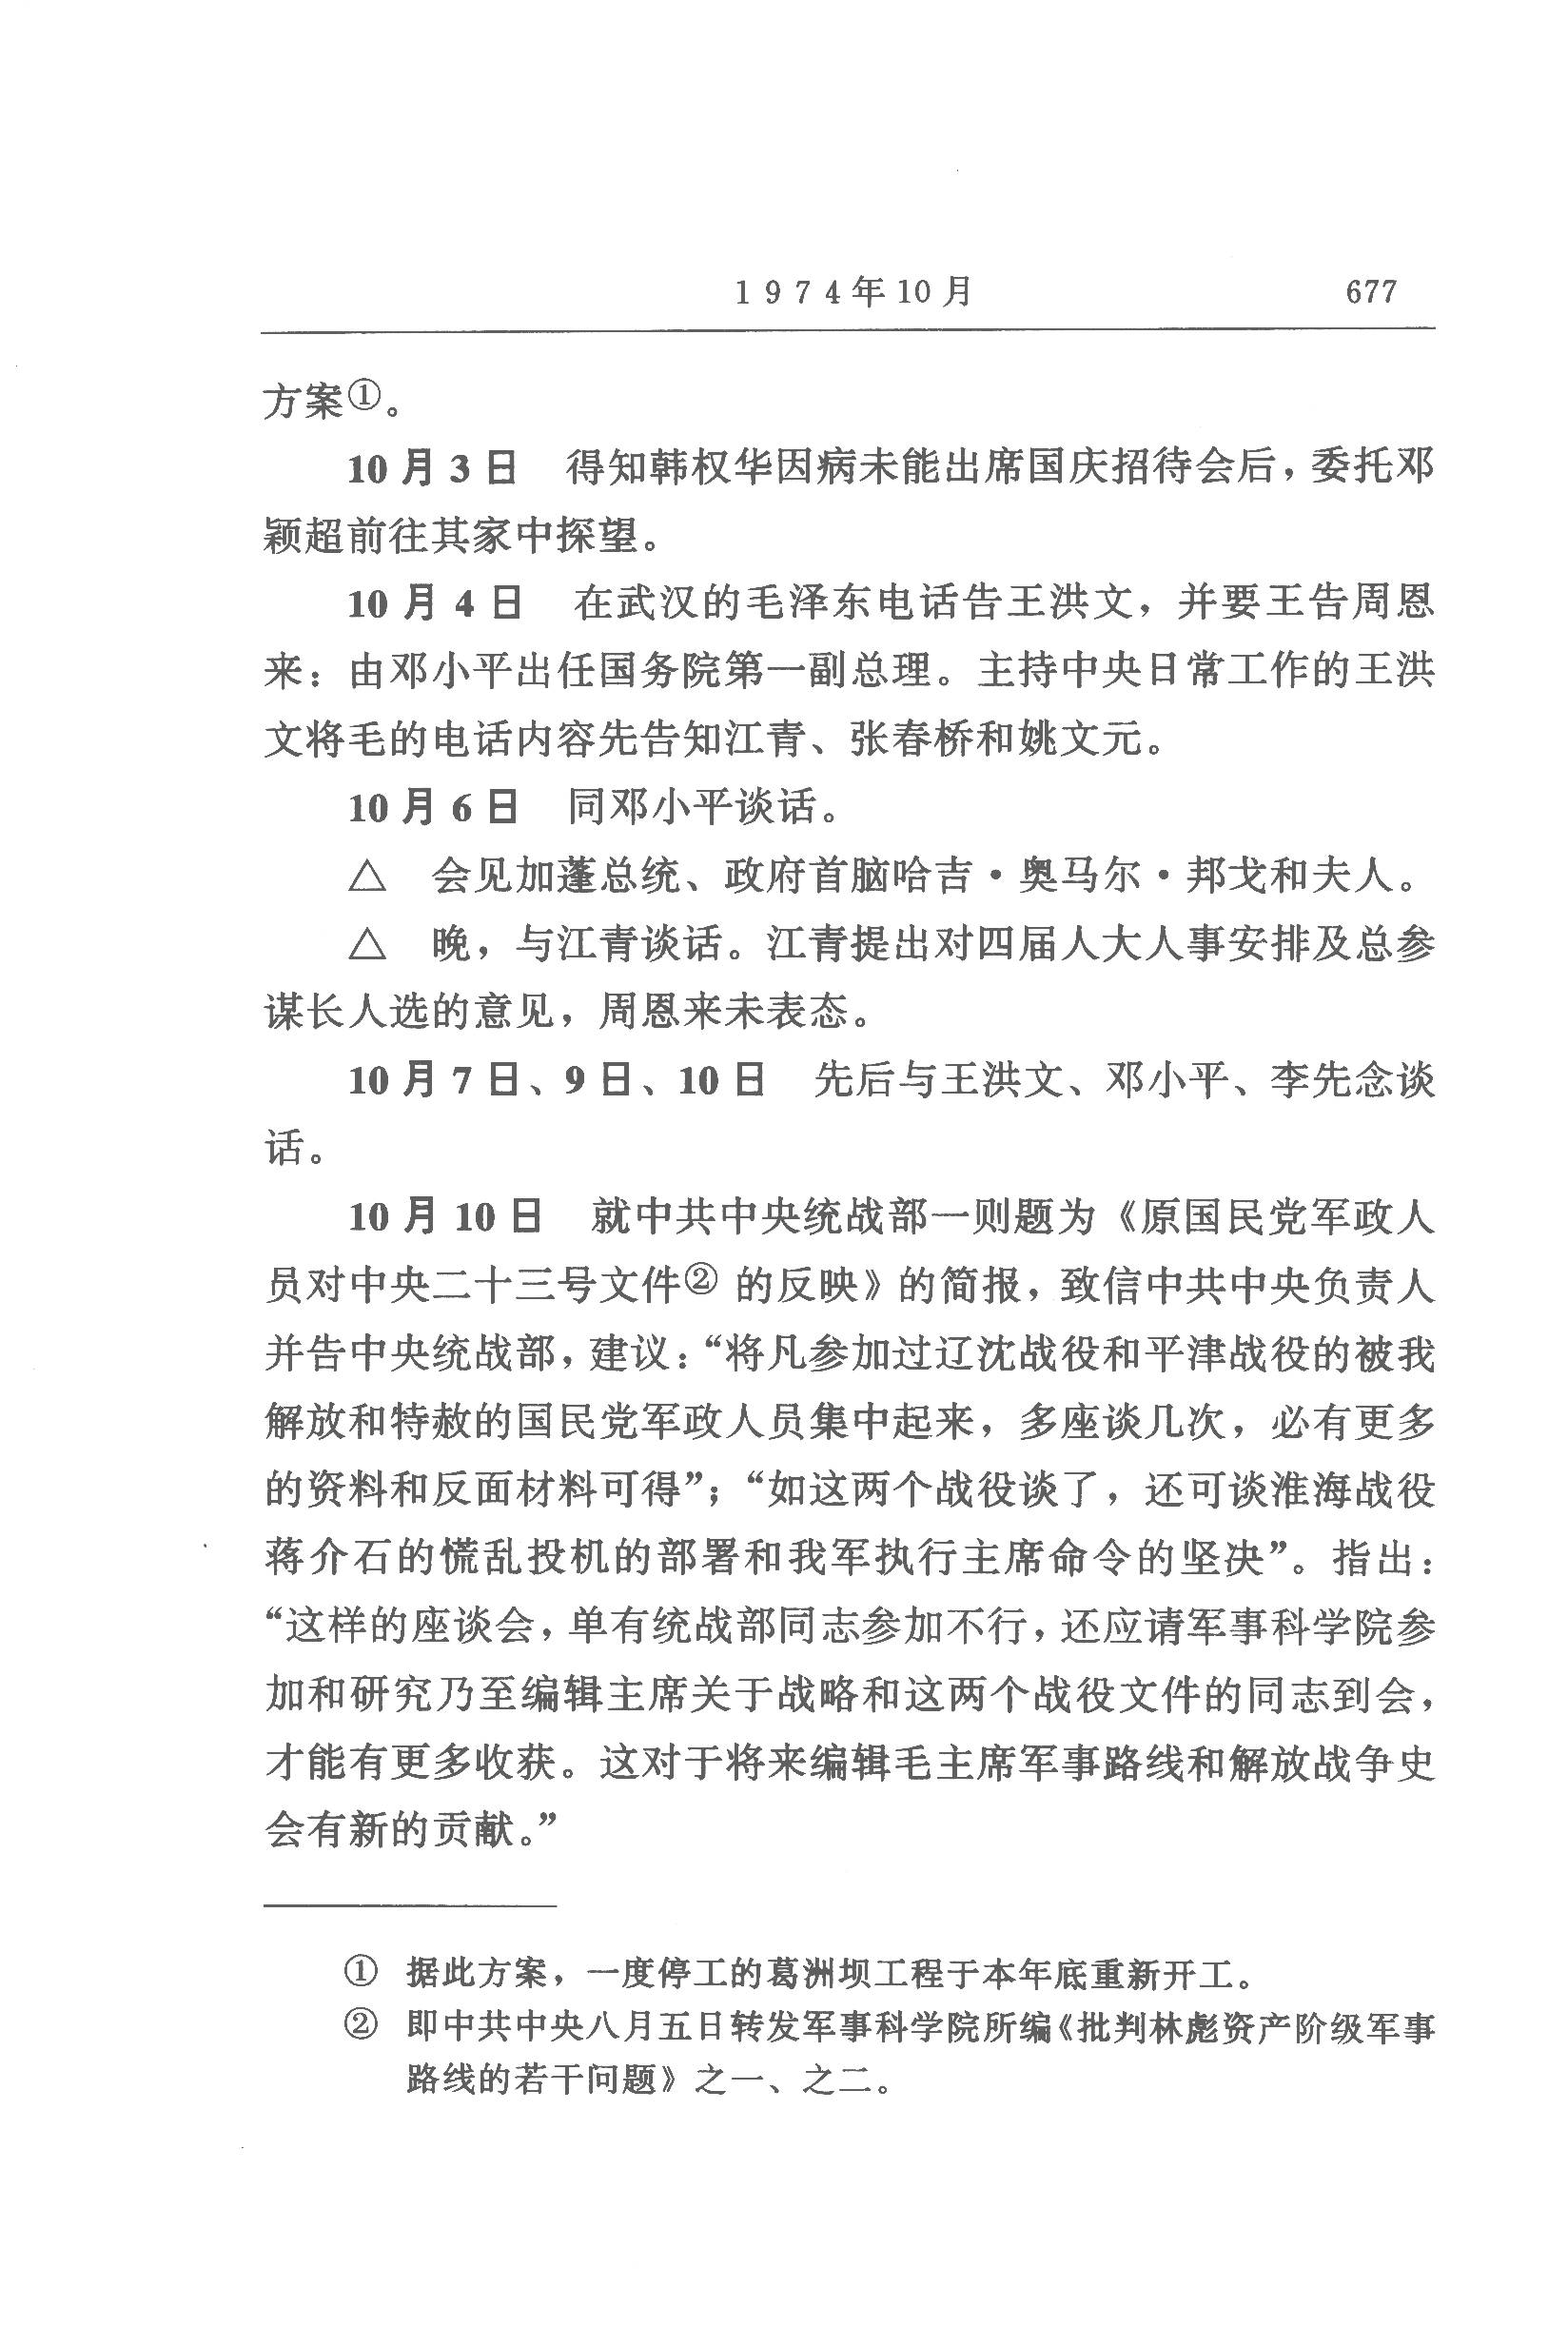 1974年10月 677
方案①。
10月3日 得知韩权华因病未能出席国庆招待会后，委托邓
颖超前往其家中探望。
10月4日 在武汉的毛泽东电话告王洪文，并要王告周恩
来：由邓小平出任国务院第一副总理。主持中央日常工作的王洪
文将毛的电话内容先告知江青、张春桥和姚文元。
10月6日 同邓小平谈话。
△ 会见加蓬总统、政府首脑哈吉·奥马尔·邦戈和夫人。
△ 晚，与江青谈话。江青提出对四届人大人事安排及总参
谋长人选的意见，周恩来未表态。
10月7日、9日、10日 先后与王洪文、邓小平、李先念谈
话。
10月10日 就中共中央统战部一则题为《原国民党军政人
员对中央二十三号文件②的反映》的简报，致信中共中央负责人
并告中央统战部，建议：“将凡参加过辽沈战役和平津战役的被我
解放和特赦的国民党军政人员集中起来，多座谈几次，必有更多
的资料和反面材料可得”；“如这两个战役谈了，还可谈淮海战役
蒋介石的慌乱投机的部署和我军执行主席命令的坚决”。指出：
“这样的座谈会，单有统战部同志参加不行，还应请军事科学院参
加和研究乃至编辑主席关于战略和这两个战役文件的同志到会，
才能有更多收获。这对于将来编辑毛主席军事路线和解放战争史
会有新的贡献。”
① 据此方案，一度停工的葛洲坝工程于本年底重新开工。
② 即中共中央八月五日转发军事科学院所编《批判林彪资产阶级军事
路线的若干问题》之一、之二。